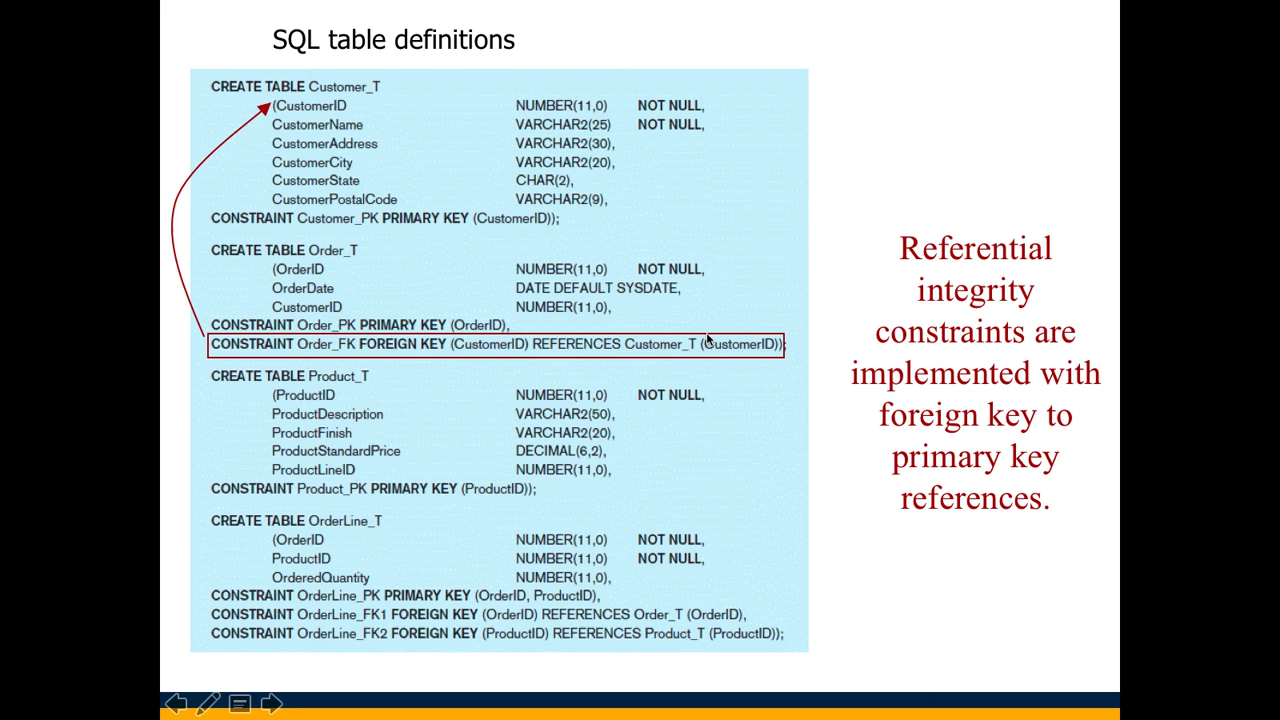 SQL table definitions
CREATE TABLE Customer_T
(CustomerID NUMBER(11,0) NOT NULL,
CustomerName VARCHAR2(25) NOT NULL,
CustomerAddress VARCHAR2(30),
CustomerCity VARCHAR2(20),
CustomerState CHAR(2),
CustomerPostalCode VARCHAR2(9),
CONSTRAINT Customer_PK PRIMARY KEY (CustomerID));
CREATE TABLE Order_T
(OrderID NUMBER(11,0) NOT NULL,
OrderDate DATE DEFAULT SYSDATE,
CustomerID NUMBER(11,0),
CONSTRAINT Order_PK PRIMARY KEY (OrderID),
CONSTRAINT Order_FK FOREIGN KEY (CustomerID) REFERENCES Customer_T (CustomerID));
CREATE TABLE Product_T
(ProductID NUMBER(11,0) NOT NULL,
ProductDescription VARCHAR2(50),
ProductFinish VARCHAR2(20),
ProductStandardPrice DECIMAL(6,2),
ProductLineID NUMBER(11,0),
CONSTRAINT Product_PK PRIMARY KEY (ProductID));
CREATE TABLE OrderLine_T
(OrderID NUMBER(11,0) NOT NULL,
ProductID NUMBER(11,0) NOT NULL,
OrderedQuantity NUMBER(11,0),
CONSTRAINT OrderLine_PK PRIMARY KEY (OrderID, ProductID),
CONSTRAINT OrderLine_FK1 FOREIGN KEY (OrderID) REFERENCES Order_T (OrderID),
CONSTRAINT OrderLine_FK2 FOREIGN KEY (ProductID) REFERENCES Product_T (ProductID));
Referential
integrity
constraints are
implemented with
foreign key to
primary key
references.